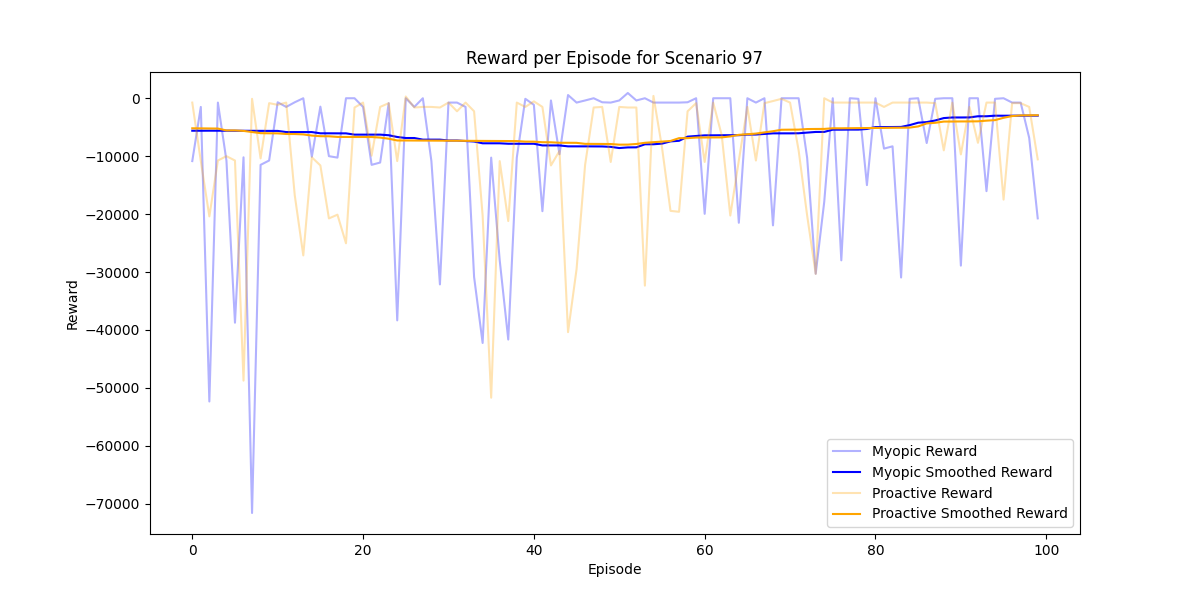 Reward per Episode for Scenario 97
0
−10000
−20000
−30000
−40000
−50000
−60000
−70000
Reward
0
20
40
60
80
100
Episode
Myopic Reward
Myopic Smoothed Reward
Proactive Reward
Proactive Smoothed Reward